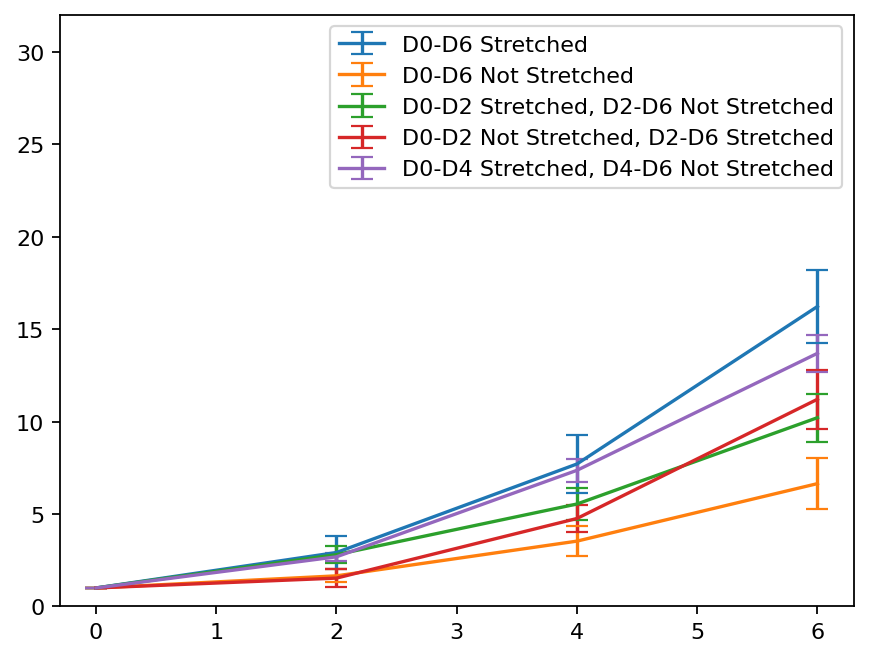 30
25
20
15
10
5
0
D0-D6 Stretched
D0-D6 Not Stretched
D0-D2 Stretched, D2-D6 Not Stretched
D0-D2 Not Stretched, D2-D6 Stretched
D0-D4 Stretched, D4-D6 Not Stretched
0 1 2 3 4 5 6